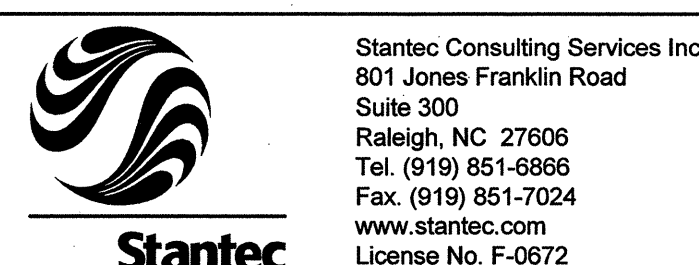 Stantec Consulting Services Inc
801 Jones Franklin Road
Suite 300
Raleigh, NC 27606
Tel. (919) 851-6866
Fax. (919) 851-7024
www.stantec.com
License No. F-0672
Stantec